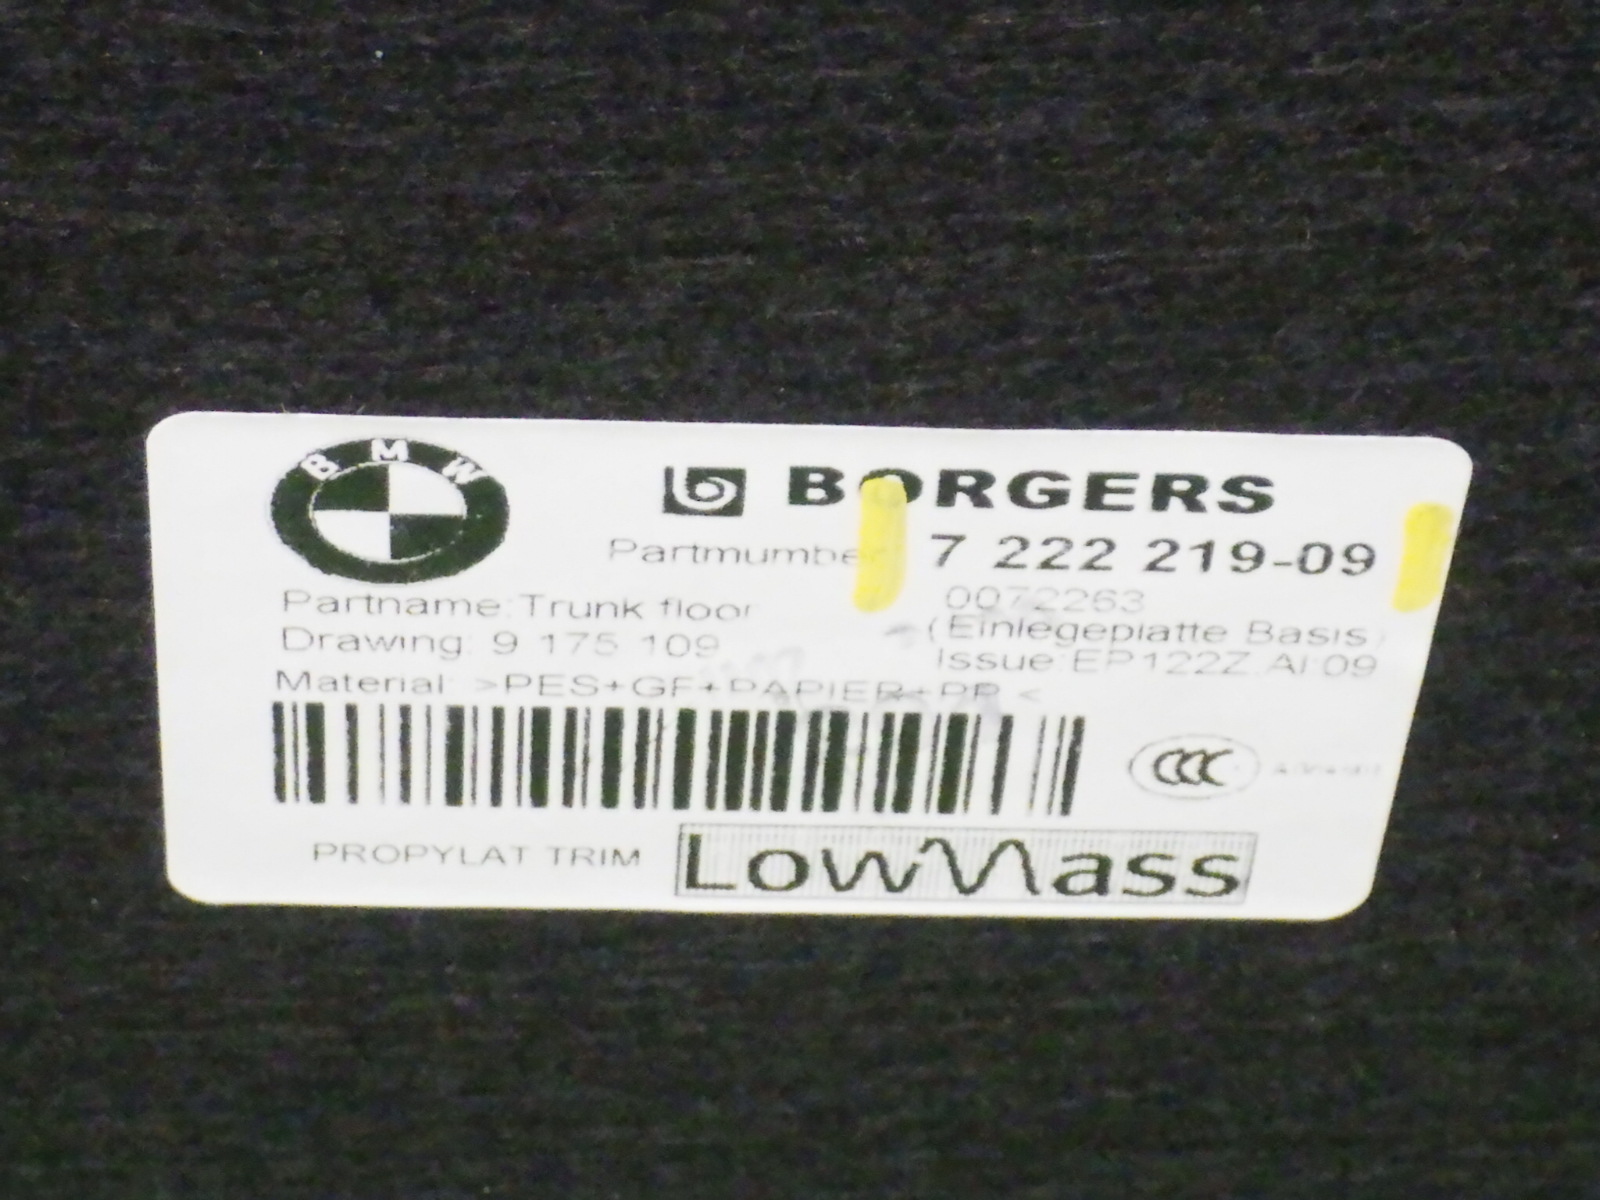 BMW
BORGERS
Partmumber 7 222 219-09
Partname:Trunk floor 0072263
(Einlegeplatte Basis)
Drawing: 9 175 109
Issue:EP122Z.AI:09
Material: >PES+GF+PAPIER+PP <
CCC
PROPYLAT TRIM LowMass